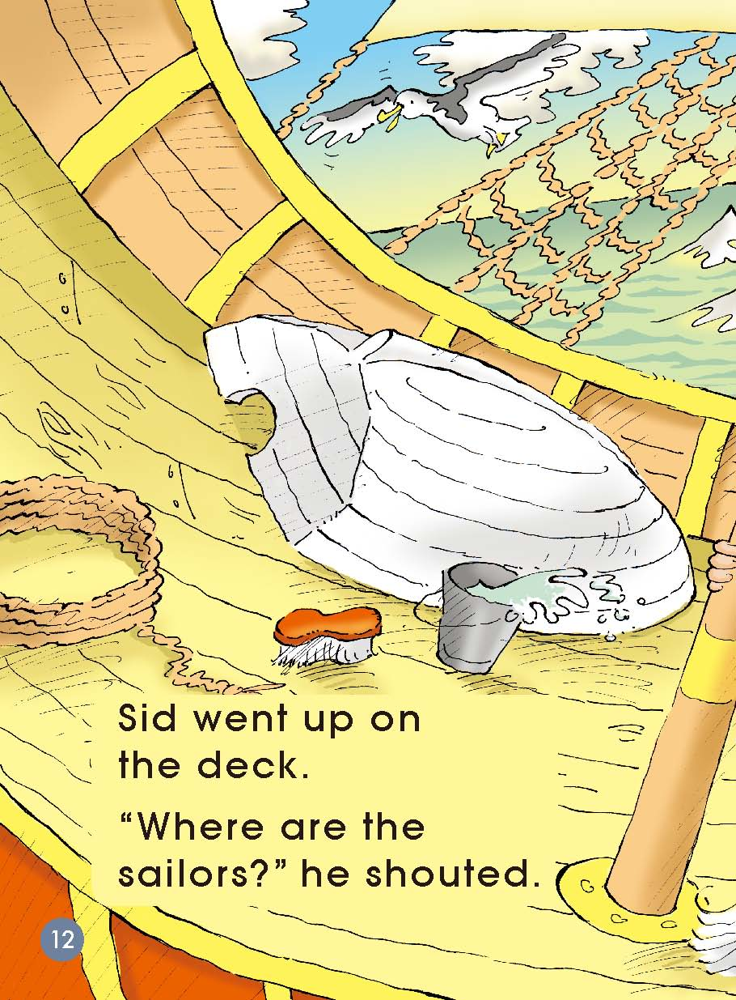 Sid went up on
the deck.
“Where are the
sailors?” he shouted.
12